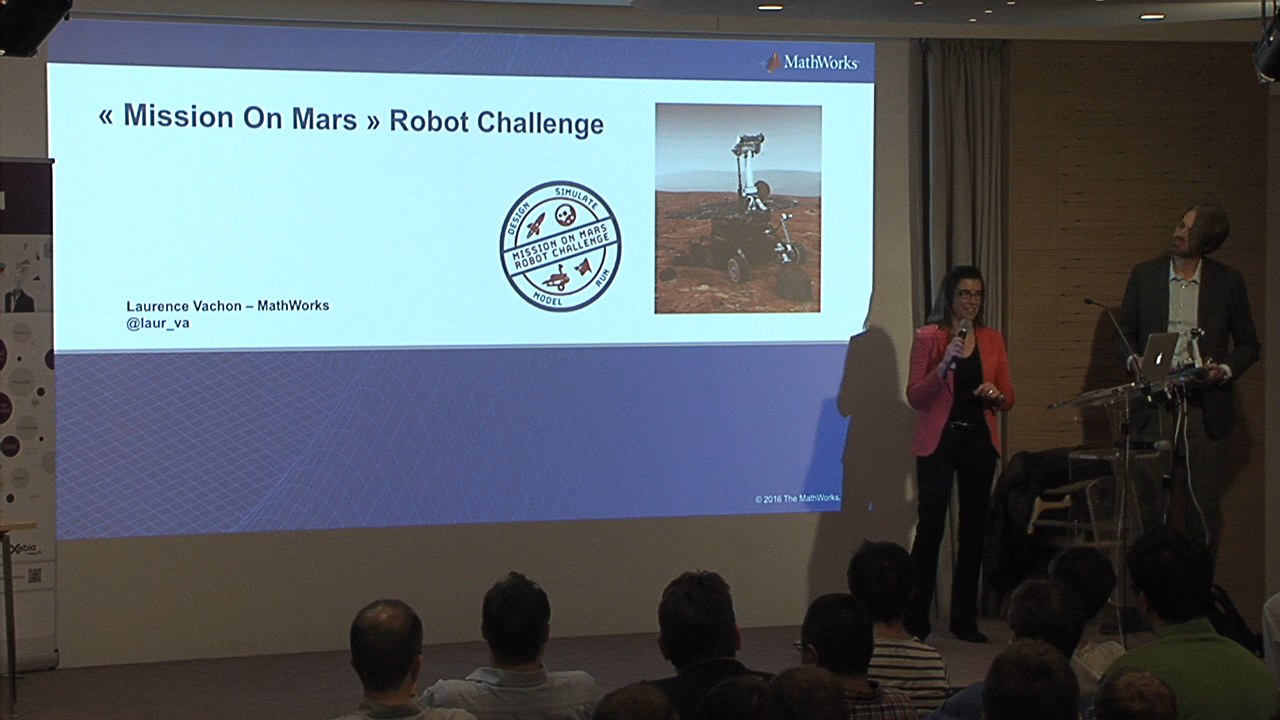 MathWorks
« Mission On Mars » Robot Challenge
DESIGN SIMULATE
MISSION ON MARS
ROBOT CHALLENGE
MODEL RUN
Laurence Vachon – MathWorks
@laur_va
© 2016 The MathWorks,
Xebia